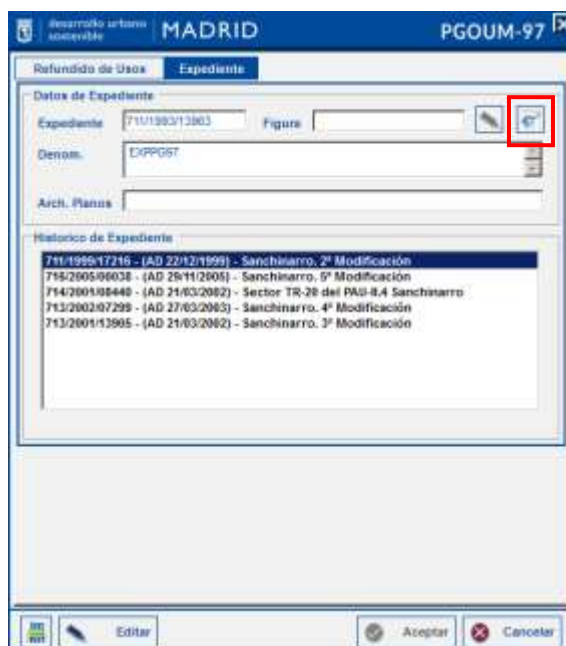 desarrollo urbano
sostenible
MADRID
PGOUM-97
Refundido de Usos
Expediente
Datos de Expediente
Expediente 711/1993/13963 Figura
Denom. EXPPG97
Arch. Planos
Historico de Expediente
711/1999/17216 - (AD 22/12/1999) - Sanchinarro. 2ª Modificación
716/2005/00038 - (AD 29/11/2005) - Sanchinarro. 5ª Modificación
714/2001/08440 - (AD 21/03/2002) - Sector TR-20 del PAU-II.4 Sanchinarro
713/2002/07299 - (AD 27/03/2003) - Sanchinarro. 4ª Modificación
713/2001/13905 - (AD 21/03/2002) - Sanchinarro. 3ª Modificación
Editar
Aceptar
Cancelar